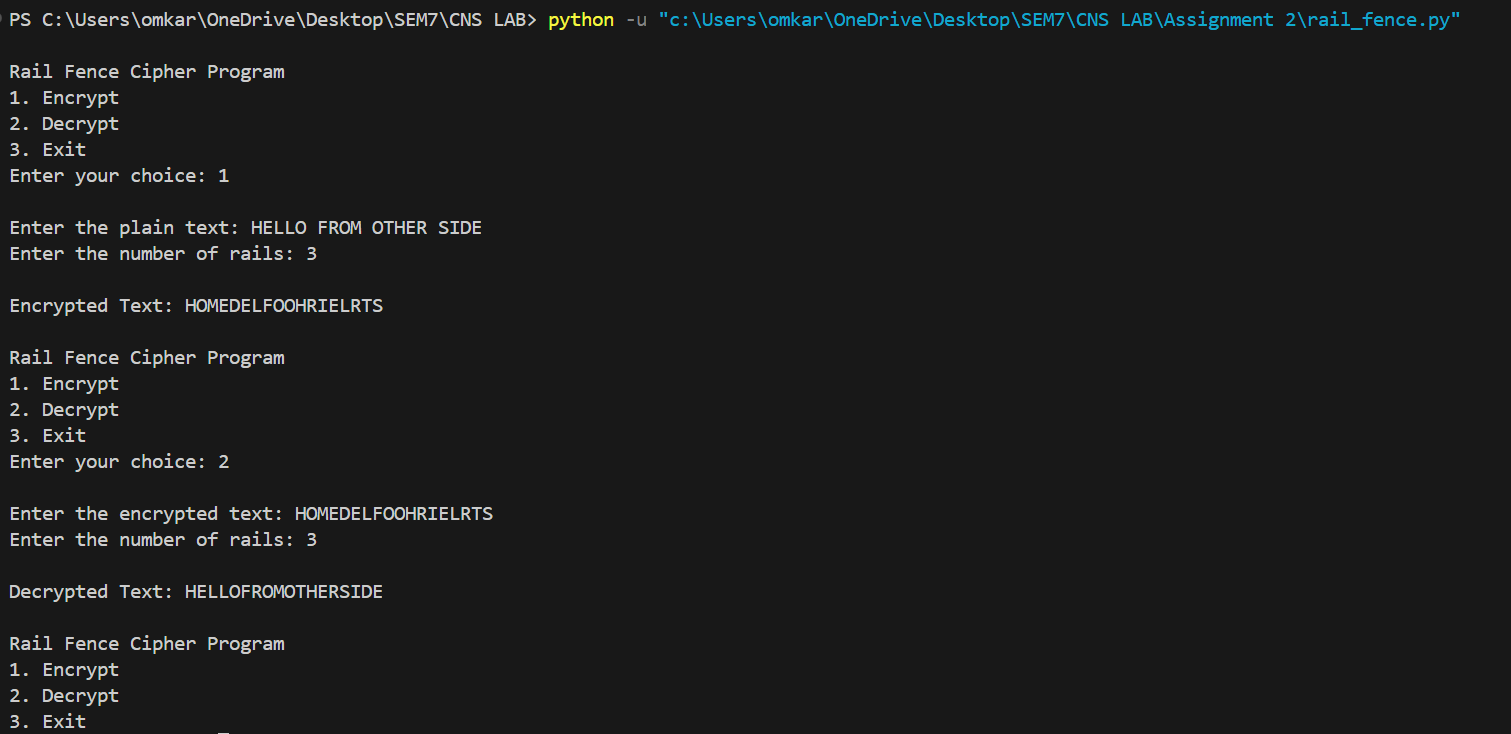 PS C:\Users\omkar\OneDrive\Desktop\SEM7\CNS LAB> python -u "c:\Users\omkar\OneDrive\Desktop\SEM7\CNS LAB\Assignment 2\rail_fence.py"
Rail Fence Cipher Program
1. Encrypt
2. Decrypt
3. Exit
Enter your choice: 1
Enter the plain text: HELLO FROM OTHER SIDE
Enter the number of rails: 3
Encrypted Text: HOMEDELFOOHRIELRTS
Rail Fence Cipher Program
1. Encrypt
2. Decrypt
3. Exit
Enter your choice: 2
Enter the encrypted text: HOMEDELFOOHRIELRTS
Enter the number of rails: 3
Decrypted Text: HELLOFROMOTHERSIDE
Rail Fence Cipher Program
1. Encrypt
2. Decrypt
3. Exit